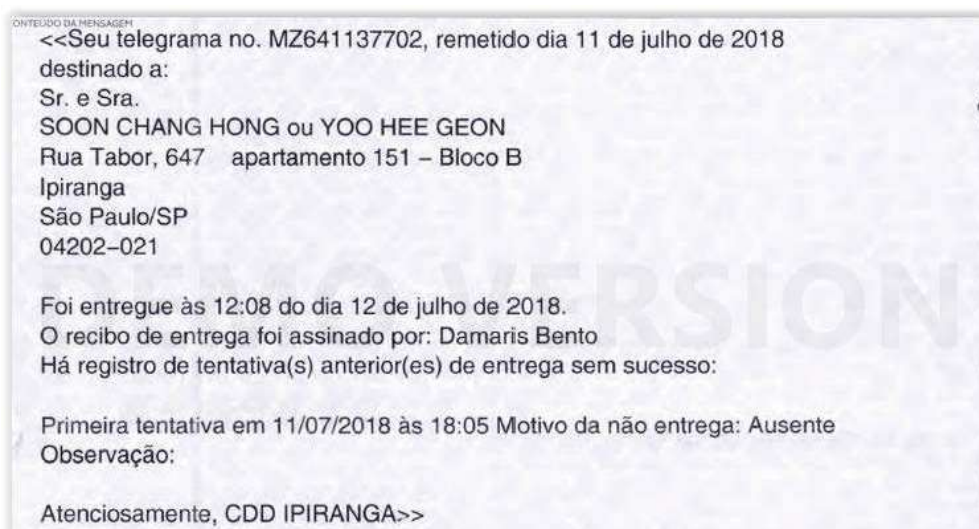 ONTEÚDO DA MENSAGEM
<<Seu telegrama no. MZ641137702, remetido dia 11 de julho de 2018
destinado a:
Sr. e Sra.
SOON CHANG HONG ou YOO HEE GEON
Rua Tabor, 647 apartamento 151 – Bloco B
Ipiranga
São Paulo/SP
04202–021
DEMO VERSION
Foi entregue às 12:08 do dia 12 de julho de 2018.
O recibo de entrega foi assinado por: Damaris Bento
Há registro de tentativa(s) anterior(es) de entrega sem sucesso:
Primeira tentativa em 11/07/2018 às 18:05 Motivo da não entrega: Ausente
Observação:
Atenciosamente, CDD IPIRANGA>>